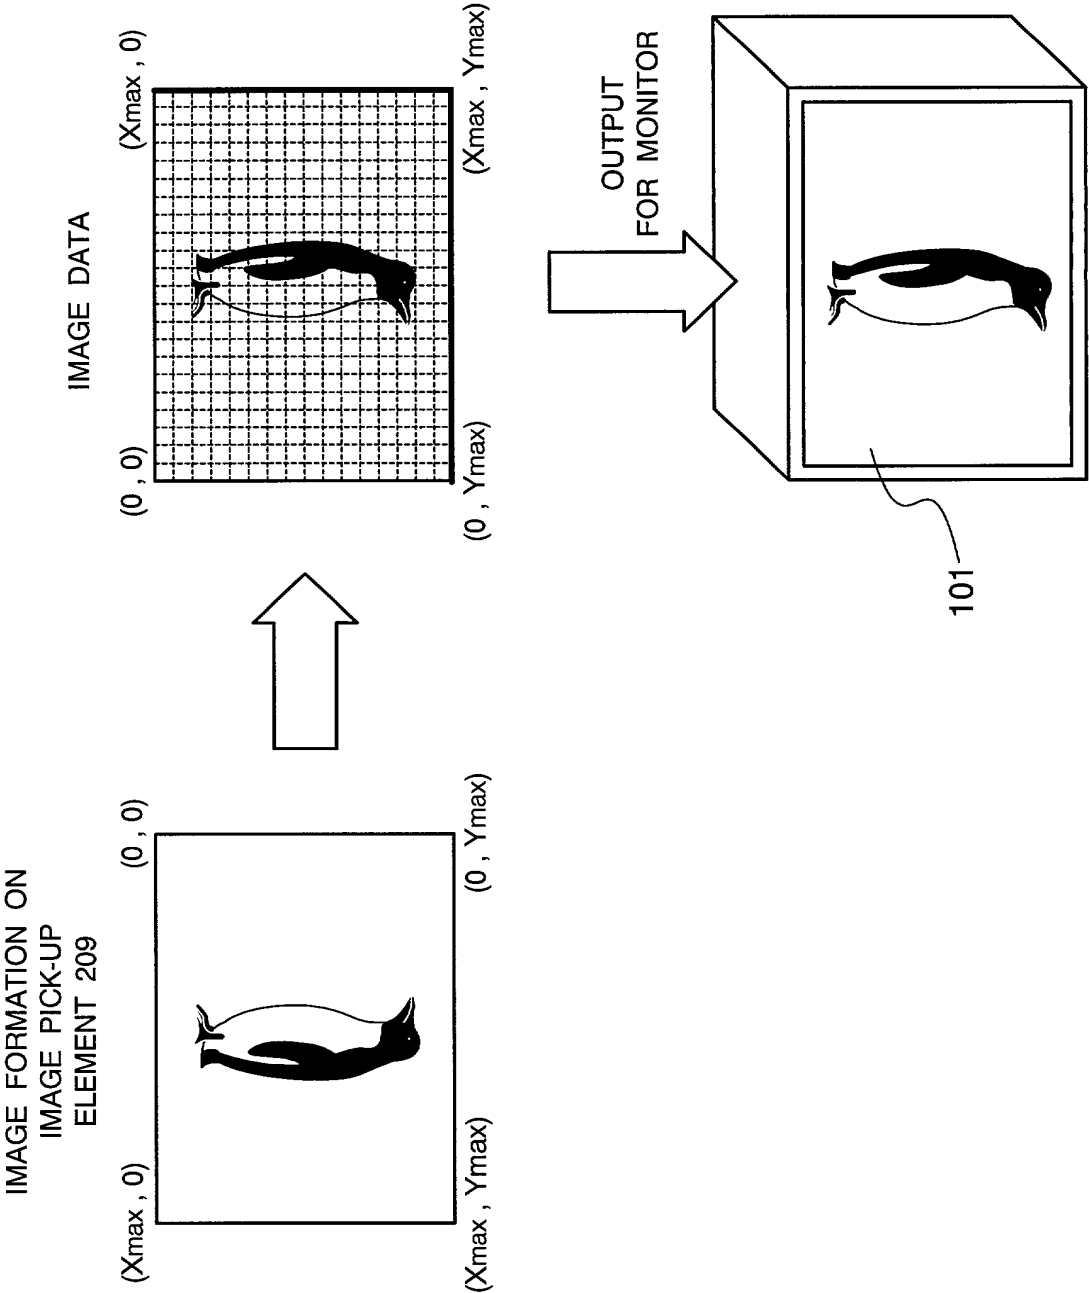 IMAGE FORMATION ON
IMAGE PICK-UP
ELEMENT 209
(Xmax , 0)
(0 , 0)
(Xmax , Ymax)
(0 , Ymax)
IMAGE DATA
(0 , 0)
(Xmax , 0)
(0 , Ymax)
(Xmax , Ymax)
OUTPUT
FOR MONITOR
101